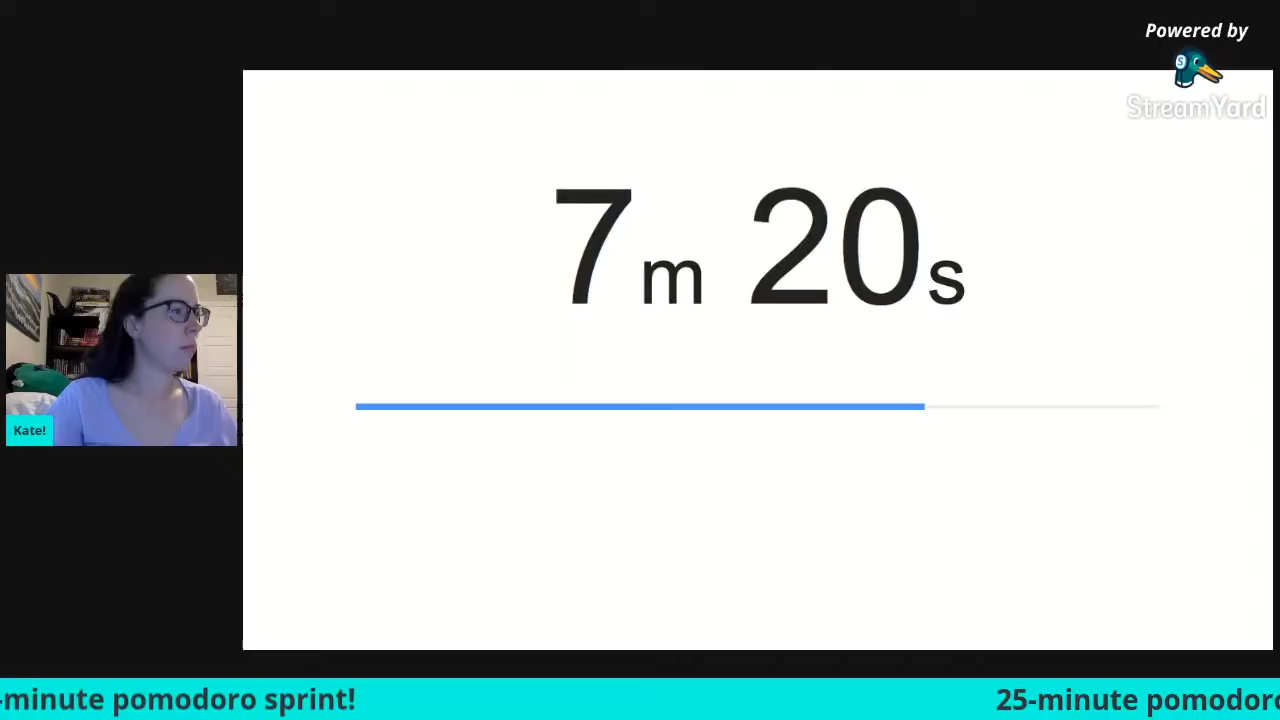 Powered by
StreamYard
7m 20s
Kate!
-minute pomodoro sprint!
25-minute pomodoro